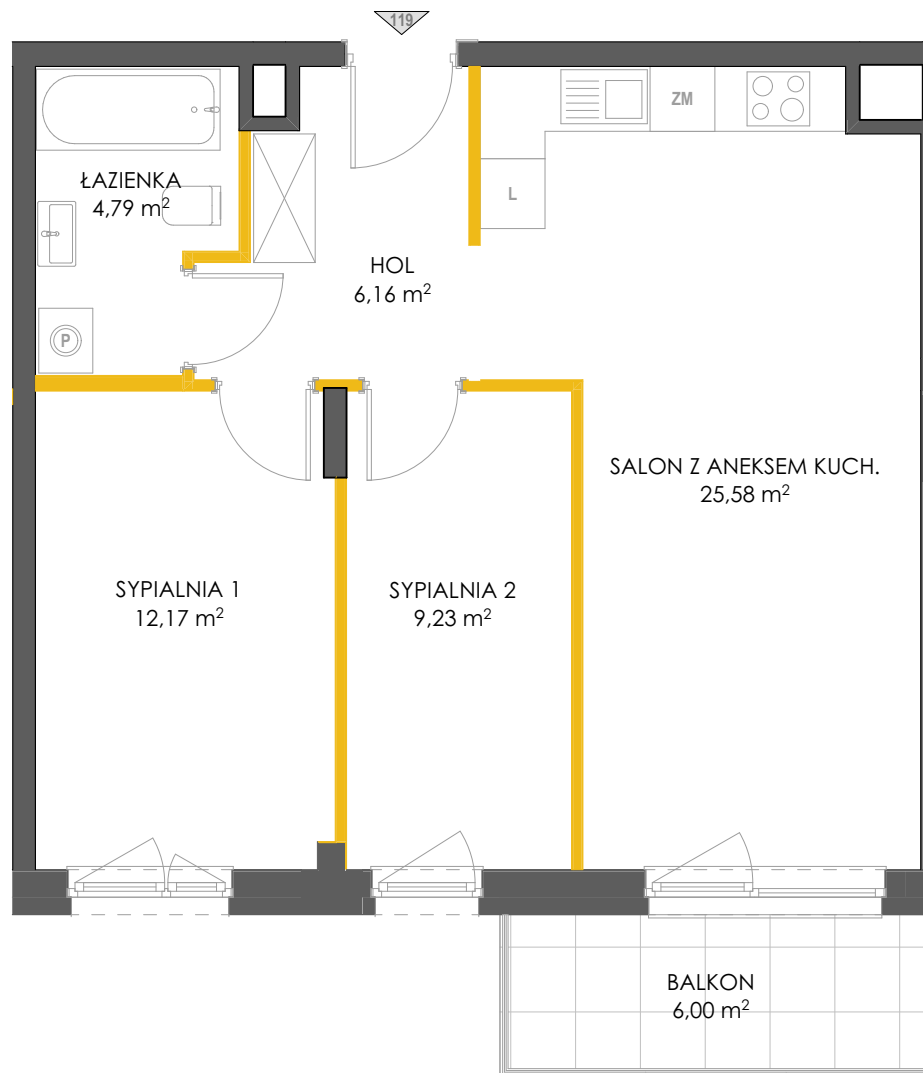 119
ZM
L
ŁAZIENKA
4,79 m²
HOL
6,16 m²
P
SALON Z ANEKSEM KUCH.
25,58 m²
SYPIALNIA 1
12,17 m²
SYPIALNIA 2
9,23 m²
BALKON
6,00 m²